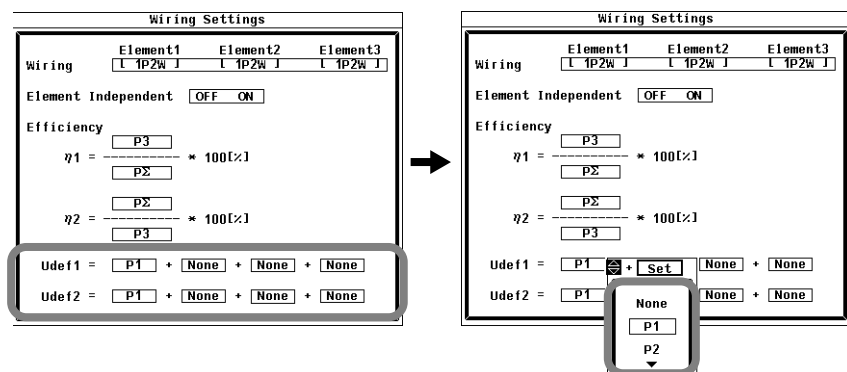 Wiring Settings
Element1 Element2 Element3
Wiring [ 1P2W ] [ 1P2W ] [ 1P2W ]
Element Independent OFF ON
Efficiency
P3
η1 = ---------- * 100[%]
PΣ
PΣ
η2 = ---------- * 100[%]
P3
Udef1 = P1 + None + None + None
Udef2 = P1 + None + None + None
Wiring Settings
Element1 Element2 Element3
Wiring [ 1P2W ] [ 1P2W ] [ 1P2W ]
Element Independent OFF ON
Efficiency
P3
η1 = ---------- * 100[%]
PΣ
PΣ
η2 = ---------- * 100[%]
P3
Udef1 = P1 + Set None + None
Udef2 = P1 None + None
None
P1
P2